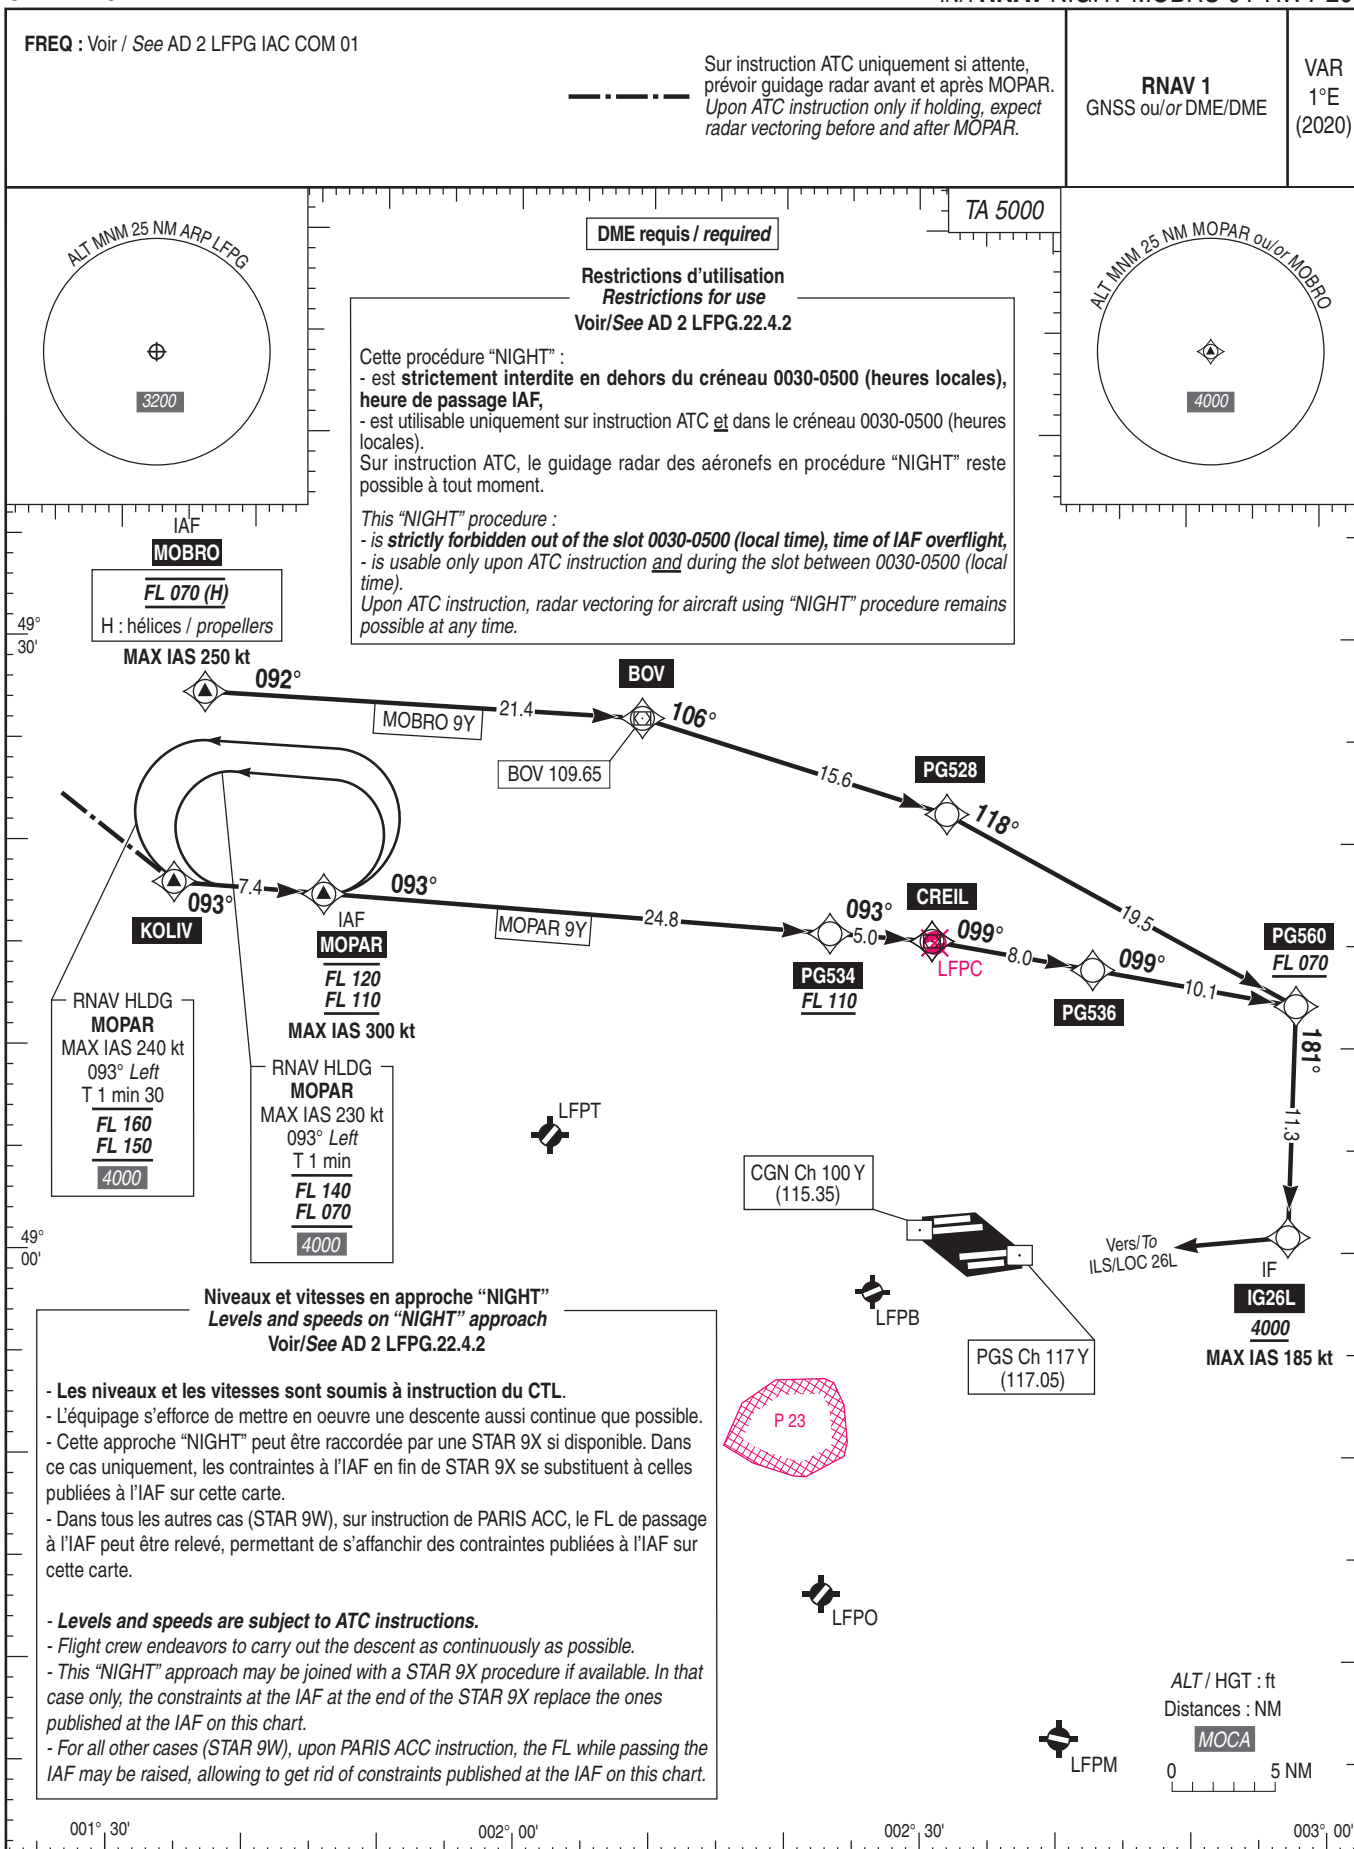 FREQ : Voir / See AD 2 LFPG IAC COM 01
Sur instruction ATC uniquement si attente,
prévoir guidage radar avant et après MOPAR.
Upon ATC instruction only if holding, expect
radar vectoring before and after MOPAR.
RNAV 1
GNSS ou/or DME/DME
VAR
1°E
(2020)
ALT MNM 25 NM ARP LFPG
3200
DME requis / required
TA 5000
ALT MNM 25 NM MOPAR ou/or MOBRO
4000
Restrictions d'utilisation
Restrictions for use
Voir/See AD 2 LFPG.22.4.2
Cette procédure “NIGHT” :
- est strictement interdite en dehors du créneau 0030-0500 (heures locales),
heure de passage IAF,
- est utilisable uniquement sur instruction ATC et dans le créneau 0030-0500 (heures
locales).
Sur instruction ATC, le guidage radar des aéronefs en procédure “NIGHT” reste
possible à tout moment.
This “NIGHT” procedure :
- is strictly forbidden out of the slot 0030-0500 (local time), time of IAF overflight,
- is usable only upon ATC instruction and during the slot between 0030-0500 (local
time).
Upon ATC instruction, radar vectoring for aircraft using “NIGHT” procedure remains
possible at any time.
IAF
MOBRO
FL 070 (H)
H : hélices / propellers
MAX IAS 250 kt
49°
30'
092°
MOBRO 9Y
21.4
BOV
106°
BOV 109.65
15.6
PG528
118°
19.5
KOLIV
093°
7.4
IAF
MOPAR
FL 120
FL 110
MAX IAS 300 kt
093°
MOPAR 9Y
24.8
PG534
FL 110
093°
5.0
CREIL
LFPC
099°
8.0
PG536
099°
10.1
PG560
FL 070
181°
11.3
RNAV HLDG
MOPAR
MAX IAS 240 kt
093° Left
T 1 min 30
FL 160
FL 150
4000
RNAV HLDG
MOPAR
MAX IAS 230 kt
093° Left
T 1 min
FL 140
FL 070
4000
LFPT
CGN Ch 100 Y
(115.35)
49°
00'
Vers/To
ILS/LOC 26L
IF
IG26L
4000
MAX IAS 185 kt
LFPB
PGS Ch 117 Y
(117.05)
P 23
LFPO
LFPM
Niveaux et vitesses en approche “NIGHT”
Levels and speeds on “NIGHT” approach
Voir/See AD 2 LFPG.22.4.2
- Les niveaux et les vitesses sont soumis à instruction du CTL.
- L'équipage s'efforce de mettre en oeuvre une descente aussi continue que possible.
- Cette approche “NIGHT” peut être raccordée par une STAR 9X si disponible. Dans
ce cas uniquement, les contraintes à l'IAF en fin de STAR 9X se substituent à celles
publiées à l'IAF sur cette carte.
- Dans tous les autres cas (STAR 9W), sur instruction de PARIS ACC, le FL de passage
à l'IAF peut être relevé, permettant de s'affanchir des contraintes publiées à l'IAF sur
cette carte.
- Levels and speeds are subject to ATC instructions.
- Flight crew endeavors to carry out the descent as continuously as possible.
- This “NIGHT” approach may be joined with a STAR 9X procedure if available. In that
case only, the constraints at the IAF at the end of the STAR 9X replace the ones
published at the IAF on this chart.
- For all other cases (STAR 9W), upon PARIS ACC instruction, the FL while passing the
IAF may be raised, allowing to get rid of constraints published at the IAF on this chart.
ALT / HGT : ft
Distances : NM
MOCA
0 5 NM
001° 30'
002° 00'
002° 30'
003° 00'